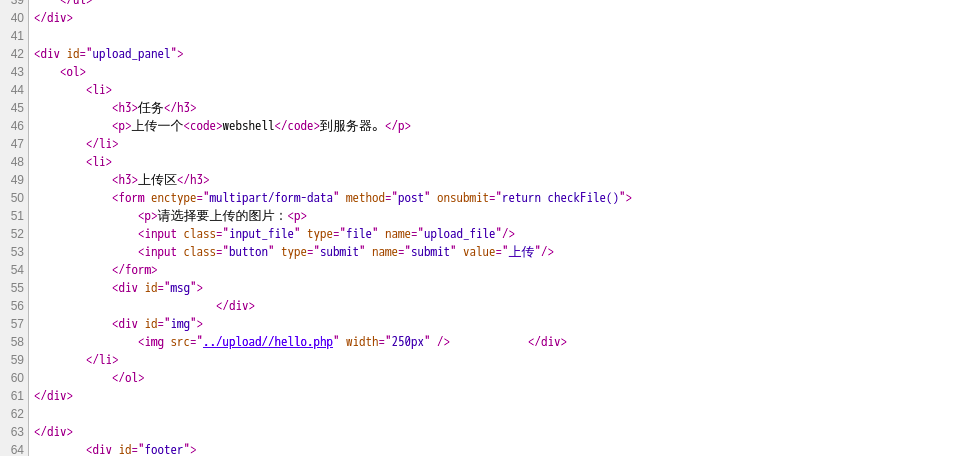 39 </ul>
40 </div>
41
42 <div id="upload_panel">
43 <ol>
44 <li>
45 <h3>任务</h3>
46 <p>上传一个<code>webshell</code>到服务器。</p>
47 </li>
48 <li>
49 <h3>上传区</h3>
50 <form enctype="multipart/form-data" method="post" onsubmit="return checkFile()">
51 <p>请选择要上传的图片：<p>
52 <input class="input_file" type="file" name="upload_file"/>
53 <input class="button" type="submit" name="submit" value="上传"/>
54 </form>
55 <div id="msg">
56 </div>
57 <div id="img">
58 <img src="../upload//hello.php" width="250px" /> </div>
59 </li>
60 </ol>
61 </div>
62
63 </div>
64 <div id="footer">